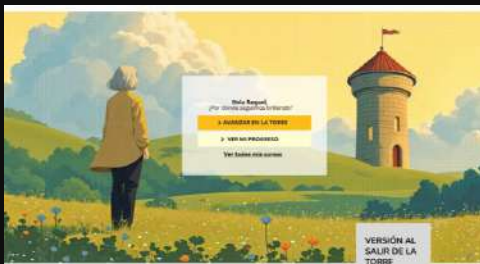 Hola Raquel,
¿Por dónde seguimos brillando?
> AVANZAR EN LA TORRE
> VER MI PROGRESO
Ver todos mis cursos
VERSIÓN AL
SALIR DE LA
TORRE